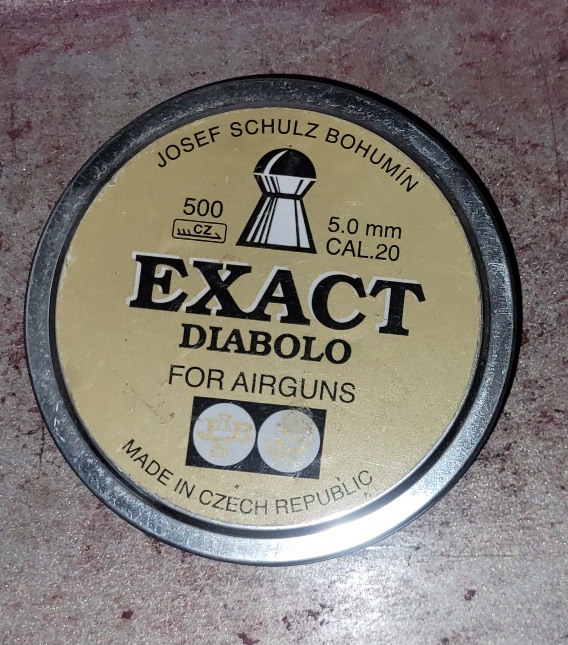 JOSEF SCHULZ BOHUMÍN
500
CZ
5.0 mm
CAL.20
EXACT
DIABOLO
FOR AIRGUNS
MADE IN CZECH REPUBLIC